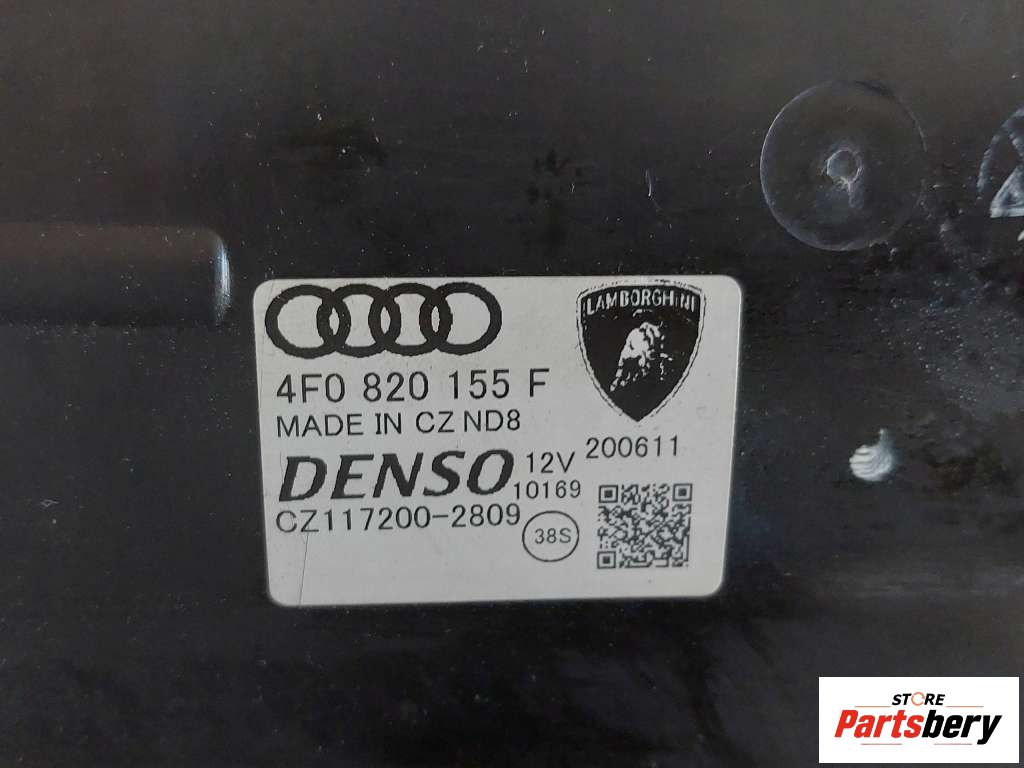 LAMBORGHINI
4F0 820 155 F
MADE IN CZ ND8
200611
DENSO 12V
10169
CZ117200-2809
38S
STORE
Partsbery